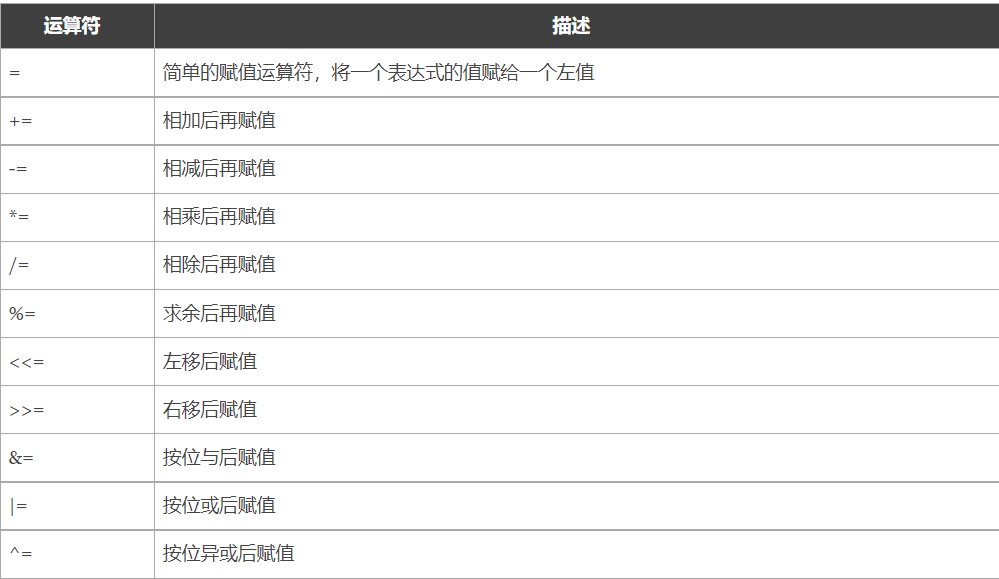 运算符 描述
= 简单的赋值运算符，将一个表达式的值赋给一个左值
+= 相加后再赋值
-= 相减后再赋值
*= 相乘后再赋值
/= 相除后再赋值
%= 求余后再赋值
<<= 左移后赋值
>>= 右移后赋值
&= 按位与后赋值
|= 按位或后赋值
^= 按位异或后赋值